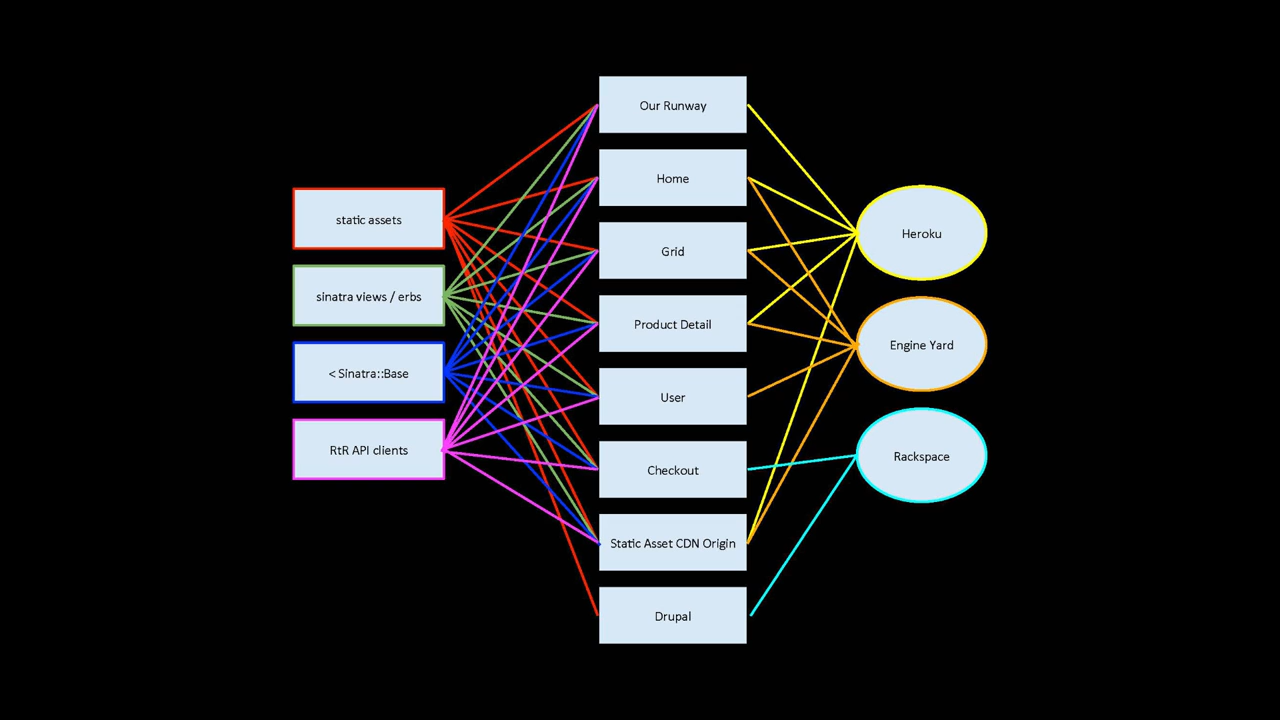 static assets
sinatra views / erbs
< Sinatra::Base
RtR API clients
Our Runway
Home
Grid
Product Detail
User
Checkout
Static Asset CDN Origin
Drupal
Heroku
Engine Yard
Rackspace